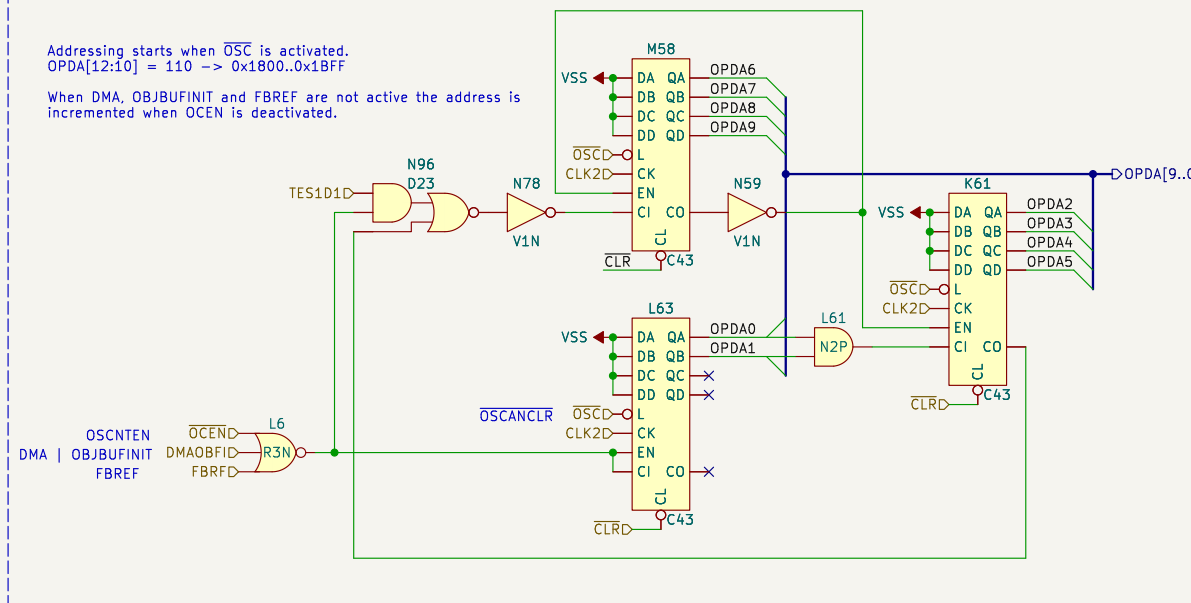 Addressing starts when OSC is activated.
OPDA[12:10] = 110 -> 0x1800..0x1BFF
When DMA, OBJBUFINIT and FBREF are not active the address is
incremented when OCEN is deactivated.
M58
VSS
DA QA OPDA6
DB QB OPDA7
DC QC OPDA8
DD QD OPDA9
OSC L
CLK2 CK
EN
CI CO
CL
CLR
C43
N96
D23
TES1D1
N78
V1N
N59
V1N
OPDA[9..0
K61
VSS
DA QA OPDA2
DB QB OPDA3
DC QC OPDA4
DD QD OPDA5
OSC L
CLK2 CK
EN
CI CO
CL
CLR
C43
L63
VSS
DA QA OPDA0
DB QB OPDA1
DC QC
DD QD
OSCANCLR
OSC L
CLK2 CK
EN
CI CO
CL
CLR
C43
L61
N2P
L6
R3N
OSCNTEN OCEN
DMA | OBJBUFINIT DMAOBFI
FBREF FBRF